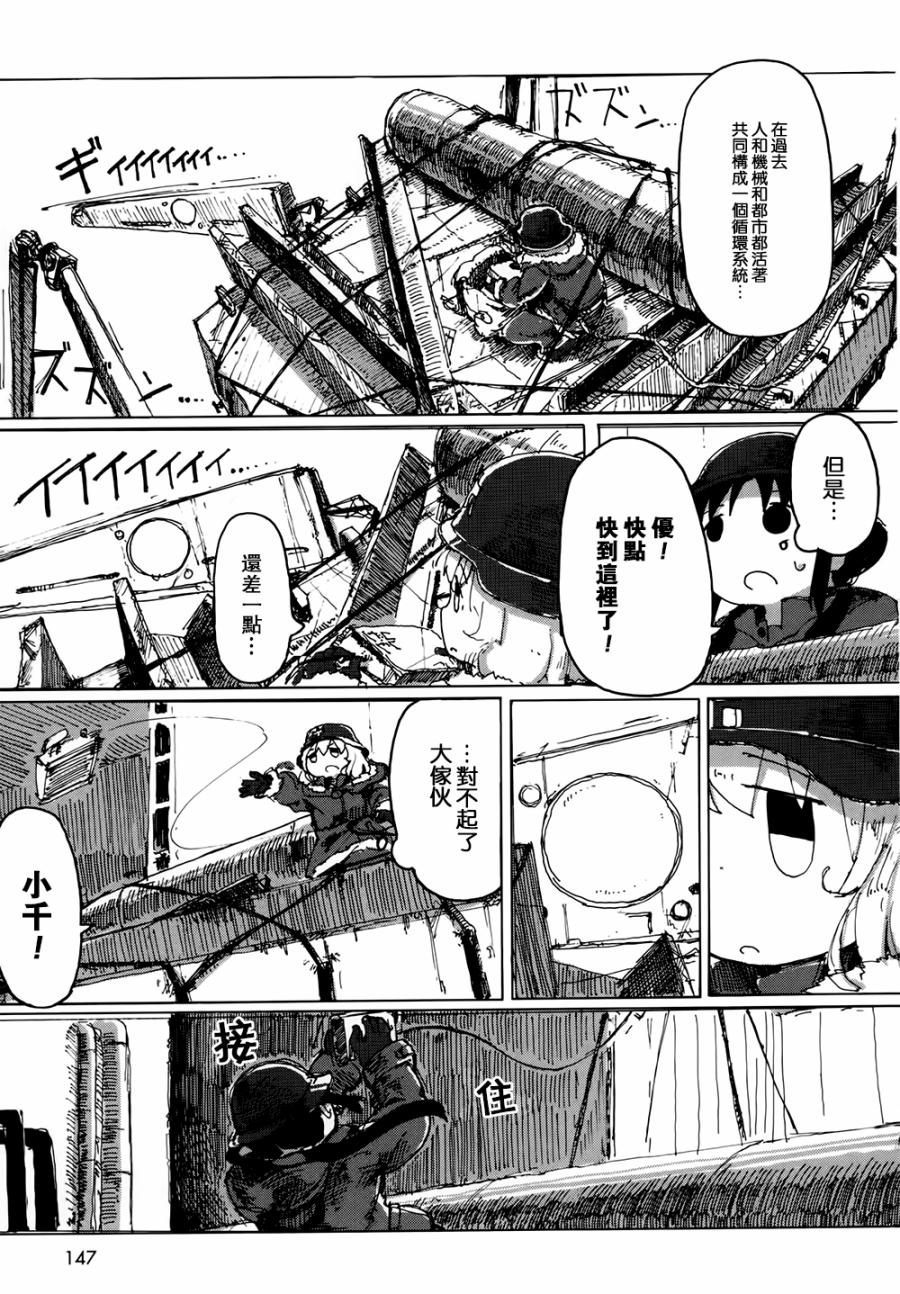 在過去
人和機械和都市都活著
共同構成一個循環系統…
ズズン
ギイイイイイイ…
ズズン…
但是…
優!
快點
快到這裡了!
還差一點…
イイイイイイイ…
…對不起了
大傢伙
小千!
接
住
147